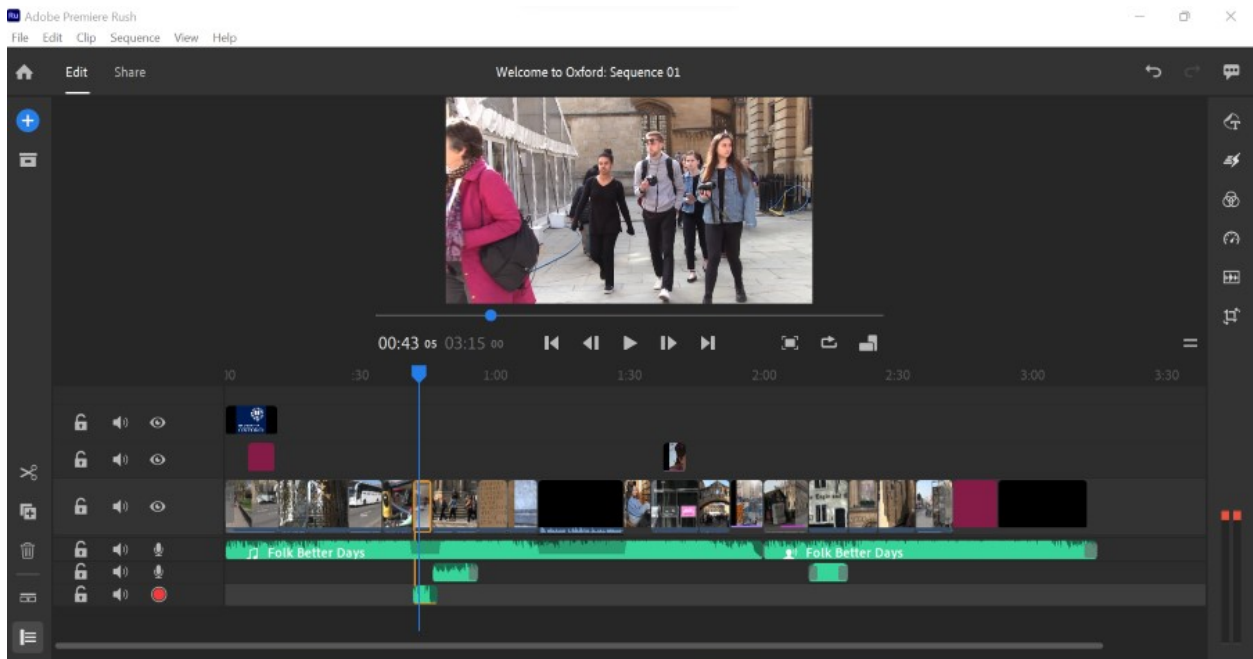 Ru Adobe Premiere Rush
File Edit Clip Sequence View Help
Edit Share
Welcome to Oxford: Sequence 01
00:43 05 03:15 00
00 :30 1:00 1:30 2:00 2:30 3:00 3:30
Folk Better Days
Folk Better Days